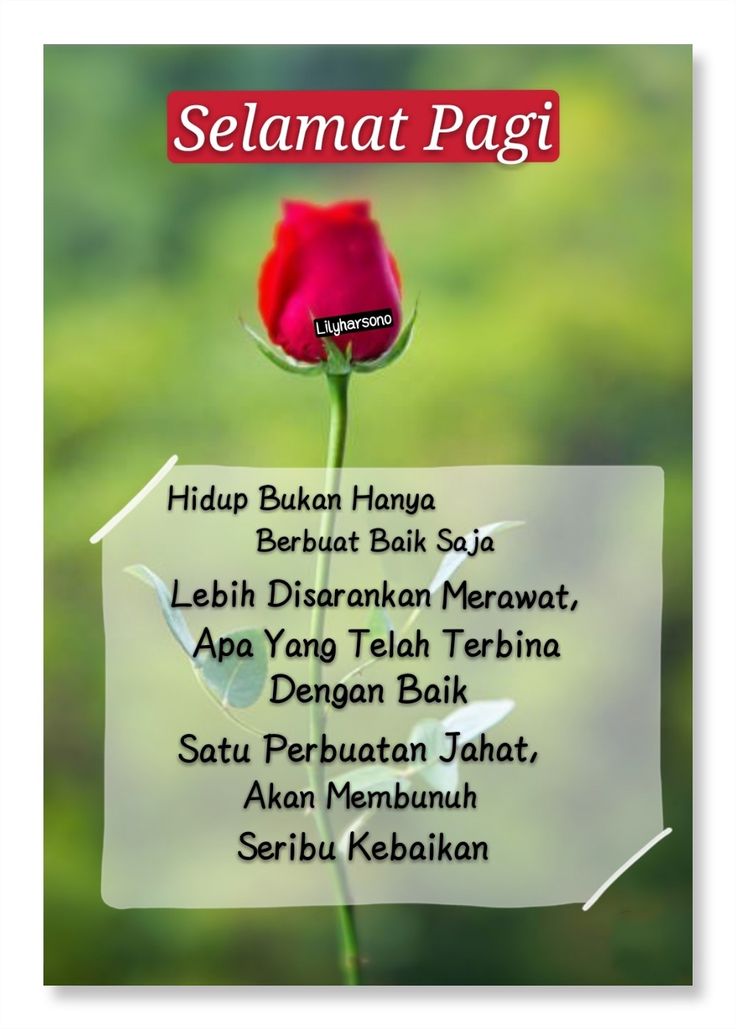 Selamat Pagi
Lilyharsono
Hidup Bukan Hanya
Berbuat Baik Saja
Lebih Disarankan Merawat,
Apa Yang Telah Terbina
Dengan Baik
Satu Perbuatan Jahat,
Akan Membunuh
Seribu Kebaikan